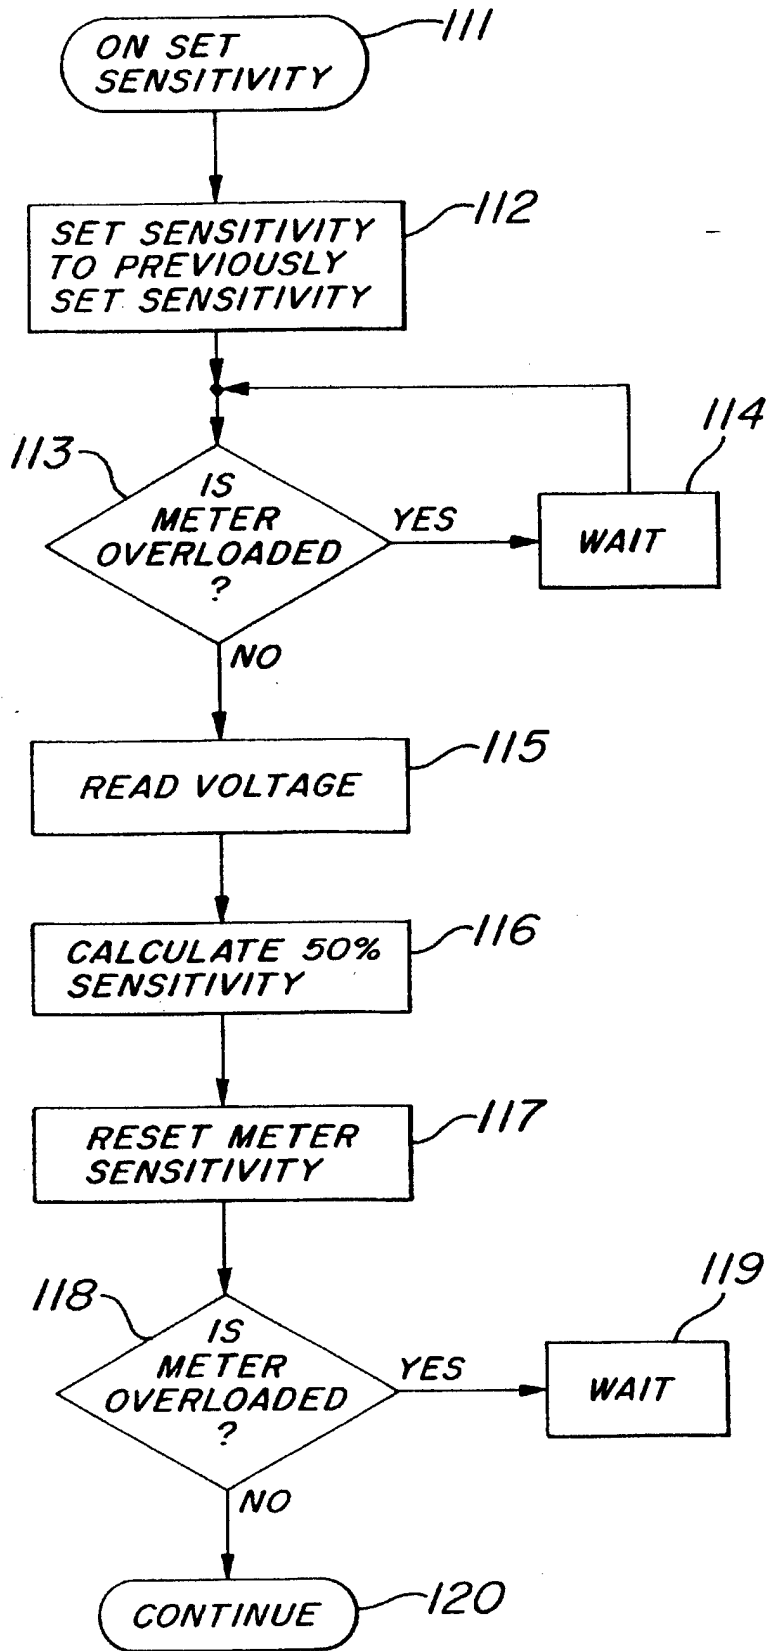 111
ON SET
SENSITIVITY
112
SET SENSITIVITY
TO PREVIOUSLY
SET SENSITIVITY
113
IS
METER
OVERLOADED
?
YES
114
WAIT
NO
115
READ VOLTAGE
116
CALCULATE 50%
SENSITIVITY
117
RESET METER
SENSITIVITY
118
IS
METER
OVERLOADED
?
YES
119
WAIT
NO
CONTINUE
120